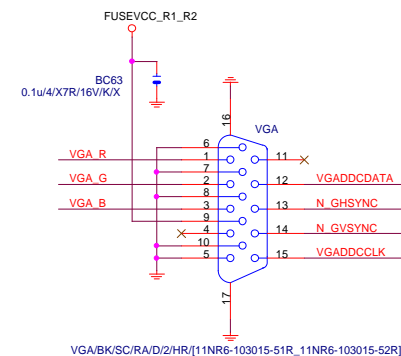 FUSEVCC_R1_R2
BC63
0.1u/4/X7R/16V/K/X
16
VGA
6
VGA_R
1
11
7
VGA_G
2
12
VGADDCDATA
8
VGA_B
3
13
N_GHSYNC
9
4
14
N_GVSYNC
10
5
15
VGADDCCLK
17
VGA/BK/SC/RA/D/2/HR/[11NR6-103015-51R_11NR6-103015-52R]